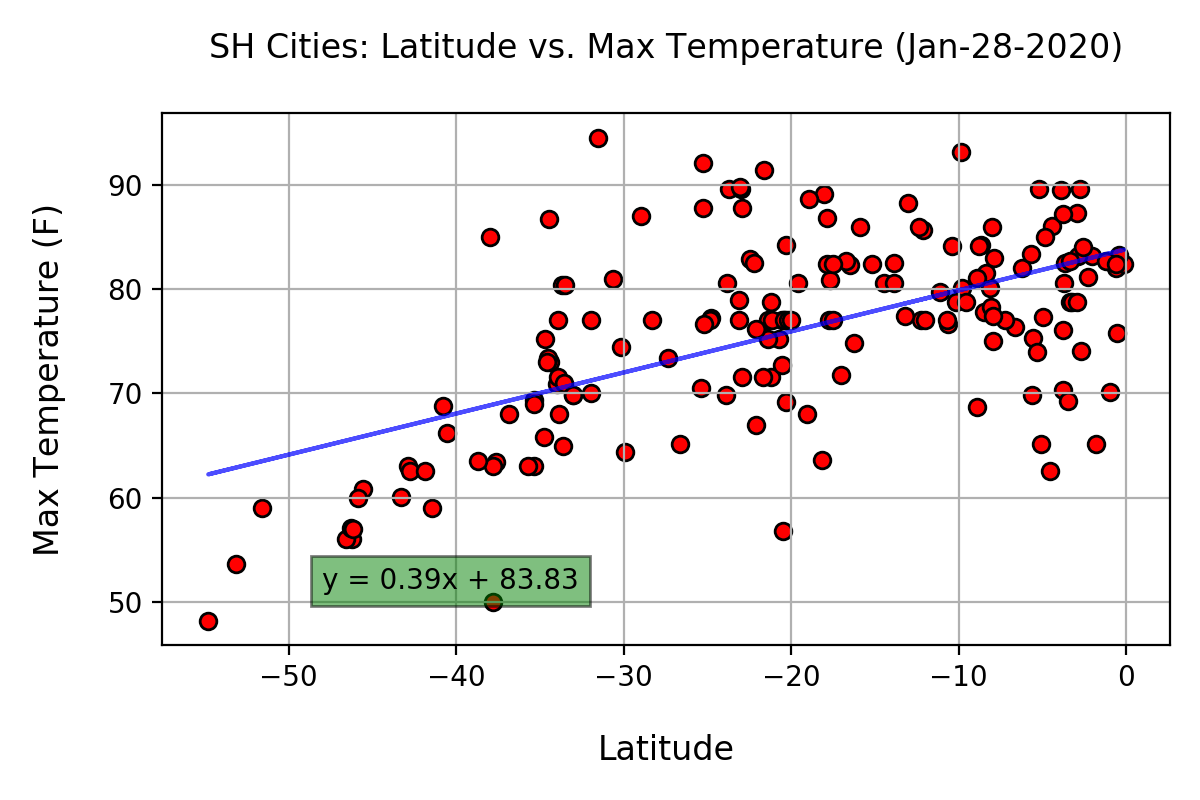 SH Cities: Latitude vs. Max Temperature (Jan-28-2020)
Max Temperature (F)
90
80
70
60
50
y = 0.39x + 83.83
−50 −40 −30 −20 −10 0
Latitude